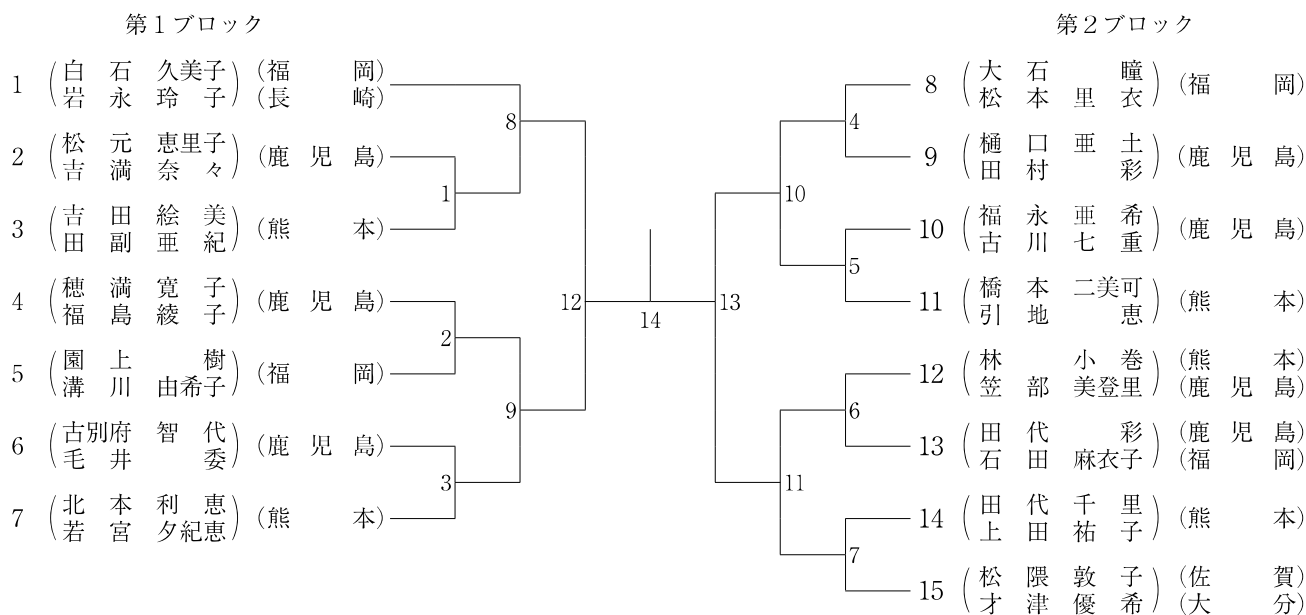 第1ブロック
1 (白石 久美子) (福岡)
(岩永 玲子) (長崎)
2 (松元 恵里子) (鹿児島)
(吉満 奈々)
3 (吉田 絵美) (熊本)
(田副 亜紀)
4 (穂満 寛子) (鹿児島)
(福島 綾子)
5 (園上 樹) (福岡)
(溝川 由希子)
6 (古別府 智代) (鹿児島)
(毛井 委)
7 (北本 利恵) (熊本)
(若宮 夕紀恵)
8
1
2
9
3
12
14
第2ブロック
13
10
4
5
11
6
7
8 (大石 瞳) (福岡)
(松本 里衣)
9 (樋口 亜土) (鹿児島)
(田村 彩)
10 (福永 亜希) (鹿児島)
(古川 七重)
11 (橋本 二美可) (熊本)
(引地 恵)
12 (林 小巻) (熊本)
(笠部 美登里) (鹿児島)
13 (田代 彩) (鹿児島)
(石田 麻衣子) (福岡)
14 (田代 千里) (熊本)
(上田 祐子)
15 (松隈 敦子) (佐賀)
(才津 優希) (大分)